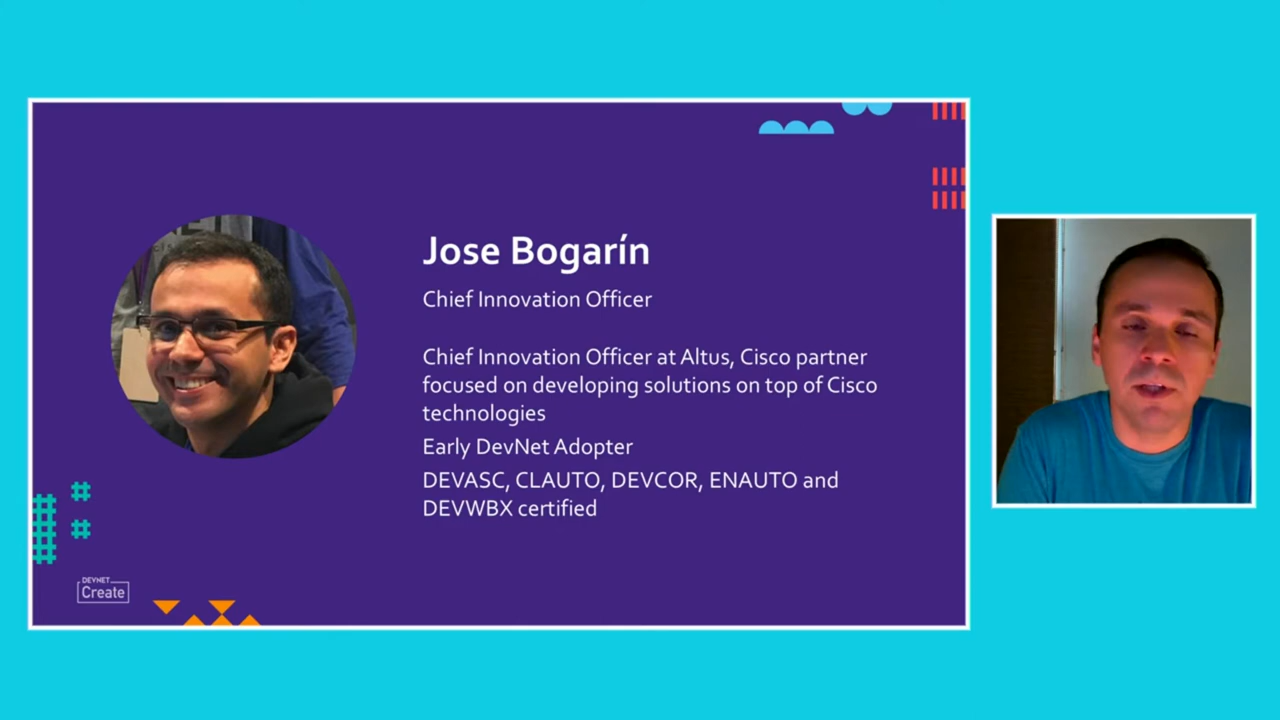 Jose Bogarín
Chief Innovation Officer
Chief Innovation Officer at Altus, Cisco partner
focused on developing solutions on top of Cisco
technologies
Early DevNet Adopter
DEVASC, CLAUTO, DEVCOR, ENAUTO and
DEVWBX certified
DEVNET
Create